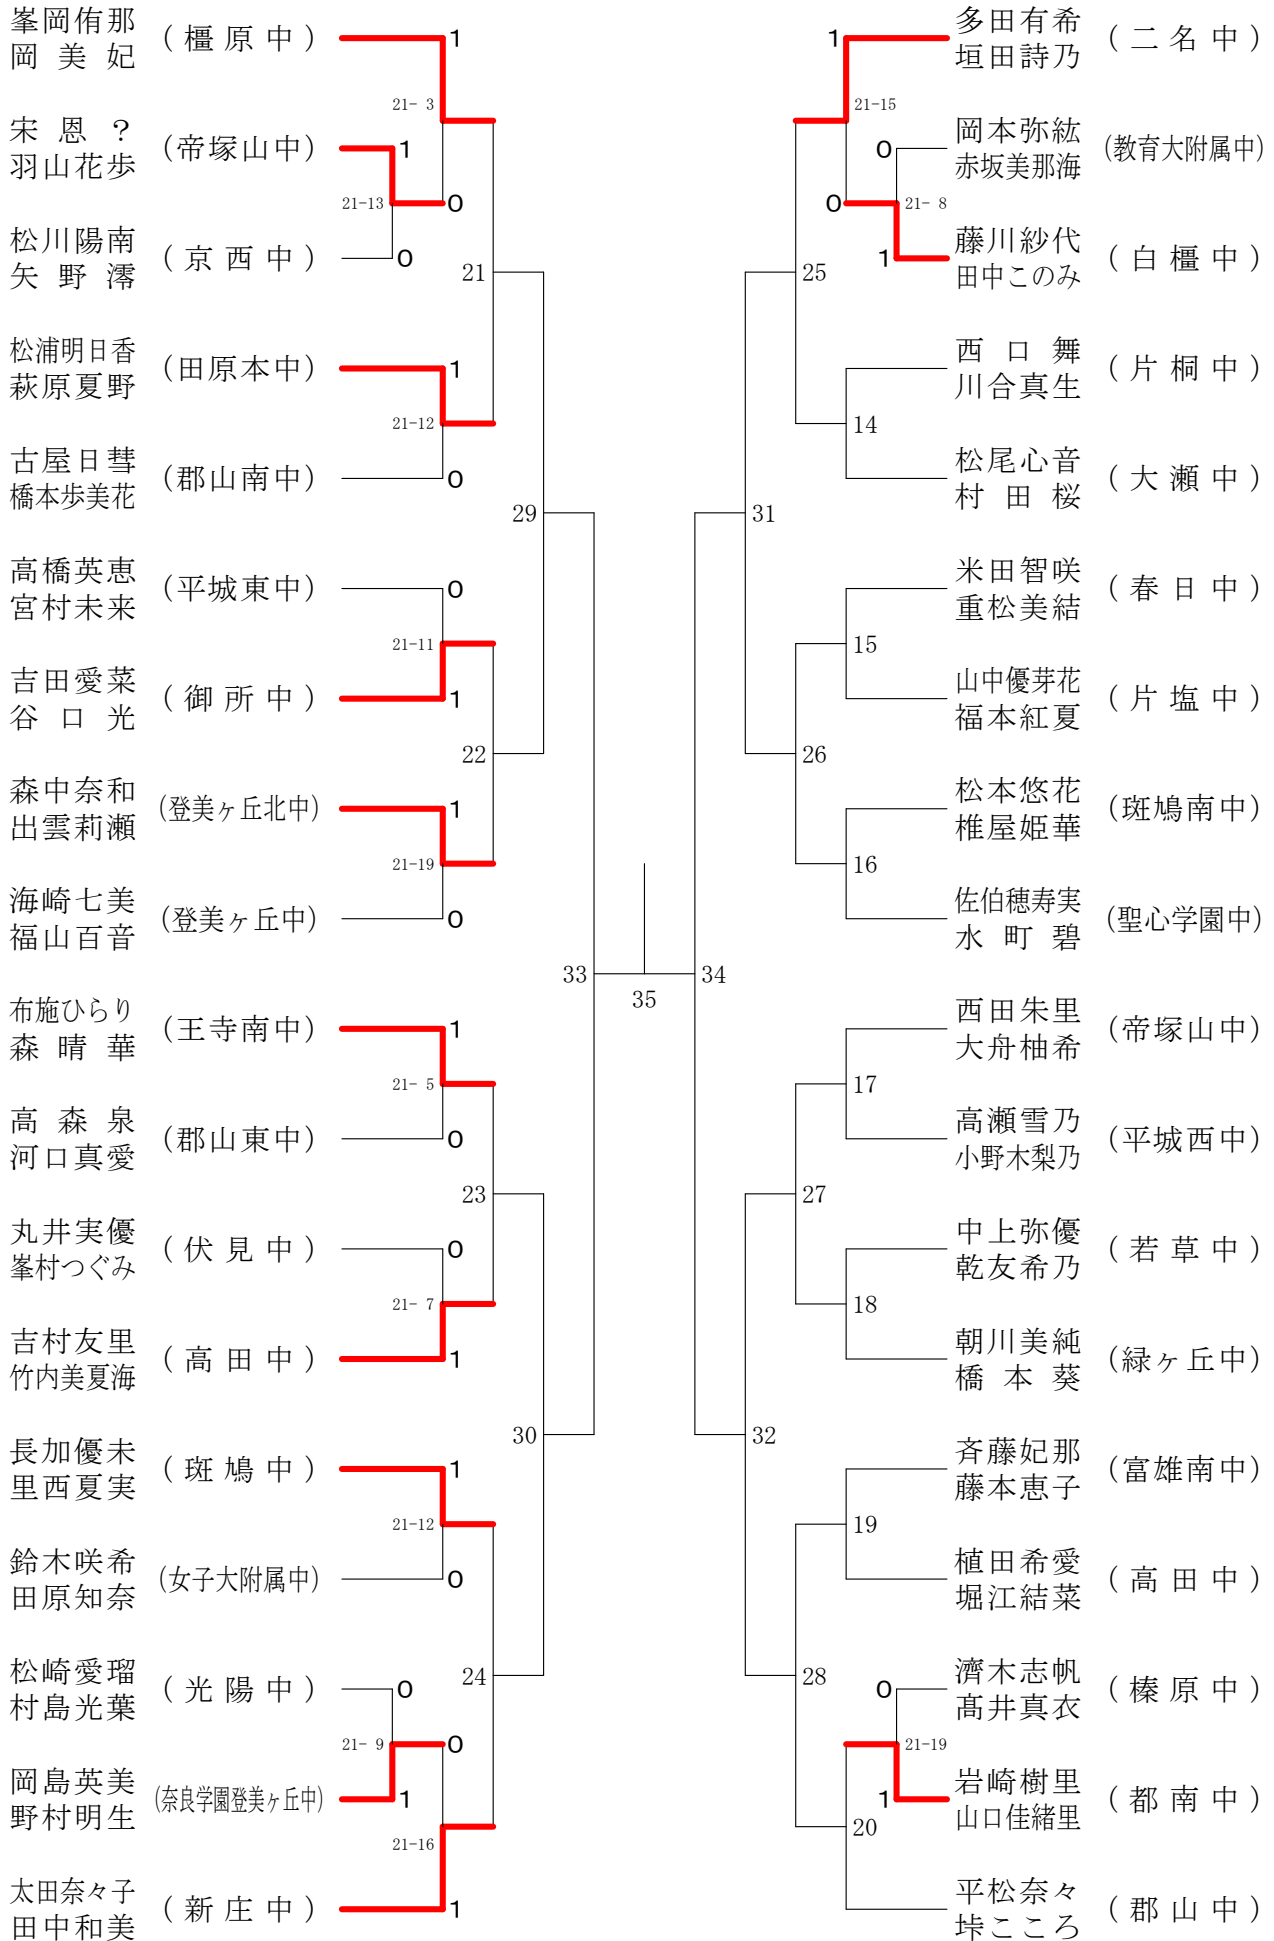 峯岡侑那
岡美妃
(橿原中)
1
21- 3
宋恩?
羽山花歩
(帝塚山中)
1
21-13
0
松川陽南
矢野澪
(京西中)
0
21
松浦明日香
萩原夏野
(田原本中)
1
21-12
古屋日彗
橋本歩美花
(郡山南中)
0
29
高橋英恵
宮村未来
(平城東中)
0
21-11
吉田愛菜
谷口光
(御所中)
1
22
森中奈和
出雲莉瀬
(登美ヶ丘北中)
1
21-19
海崎七美
福山百音
(登美ヶ丘中)
0
33
布施ひらり
森晴華
(王寺南中)
1
21- 5
高森泉
河口真愛
(郡山東中)
0
23
丸井実優
峯村つぐみ
(伏見中)
0
21- 7
吉村友里
竹内美夏海
(高田中)
1
30
長加優未
里西夏実
(斑鳩中)
1
21-12
鈴木咲希
田原知奈
(女子大附属中)
0
24
松崎愛瑠
村島光葉
(光陽中)
0
21- 9
0
岡島英美
野村明生
(奈良学園登美ヶ丘中)
1
21-16
太田奈々子
田中和美
(新庄中)
1
35
多田有希
垣田詩乃
(二名中)
1
21-15
岡本弥紘
赤坂美那海
(教育大附属中)
0
0
21- 8
藤川紗代
田中このみ
(白橿中)
1
25
西口舞
川合真生
(片桐中)
14
松尾心音
村田桜
(大瀬中)
31
米田智咲
重松美結
(春日中)
15
山中優芽花
福本紅夏
(片塩中)
26
松本悠花
椎屋姫華
(斑鳩南中)
16
佐伯穂寿実
水町碧
(聖心学園中)
34
西田朱里
大舟柚希
(帝塚山中)
17
高瀬雪乃
小野木梨乃
(平城西中)
27
中上弥優
乾友希乃
(若草中)
18
朝川美純
橋本葵
(緑ヶ丘中)
32
斉藤妃那
藤本恵子
(富雄南中)
19
植田希愛
堀江結菜
(高田中)
28
濟木志帆
髙井真衣
(榛原中)
0
21-19
岩崎樹里
山口佳緒里
(都南中)
1
20
平松奈々
垰こころ
(郡山中)